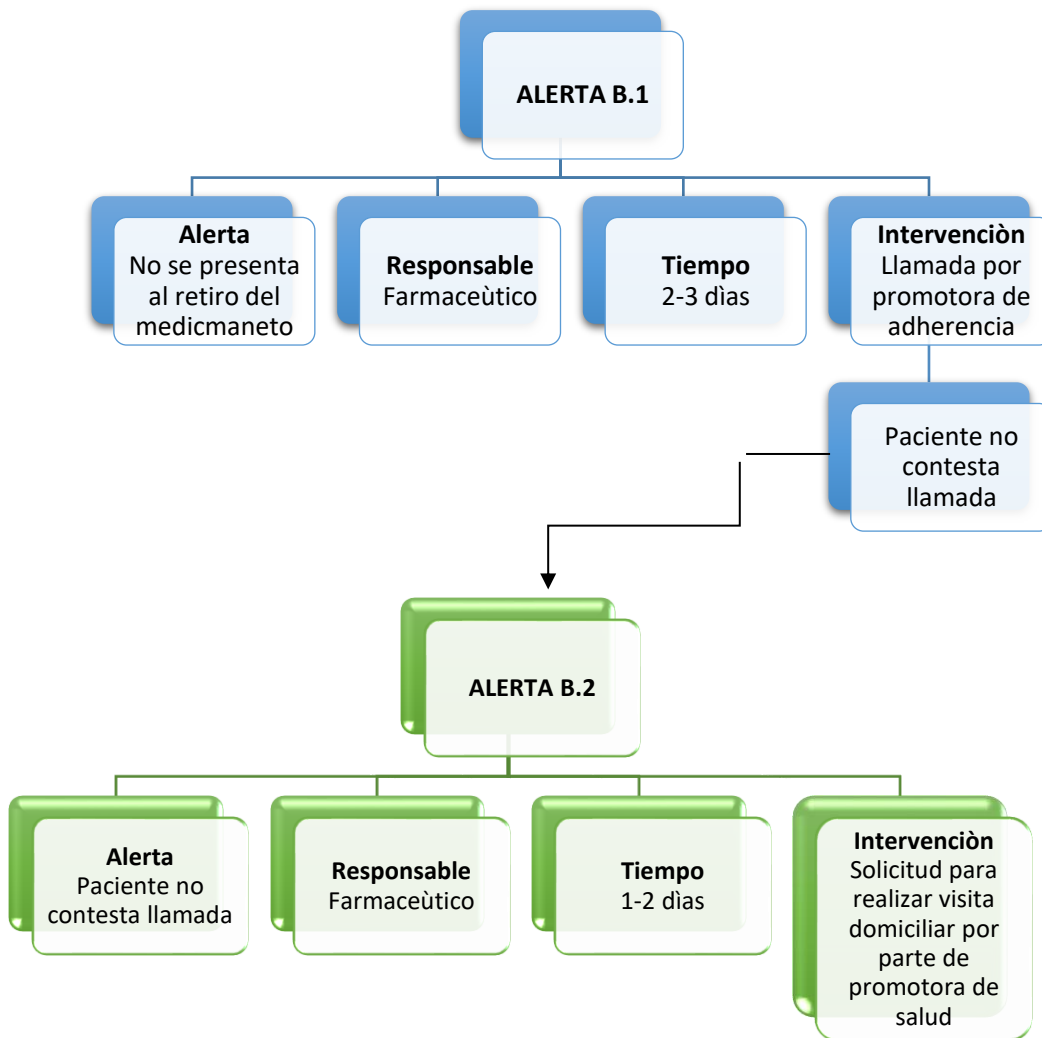 ALERTA B.1
Alerta
No se presenta
al retiro del
medicmaneto
Responsable
Farmaceùtico
Tiempo
2-3 dìas
Intervenciòn
Llamada por
promotora de
adherencia
Paciente no
contesta
llamada
ALERTA B.2
Alerta
Paciente no
contesta llamada
Responsable
Farmaceùtico
Tiempo
1-2 dìas
Intervenciòn
Solicitud para
realizar visita
domiciliar por
parte de
promotora de
salud